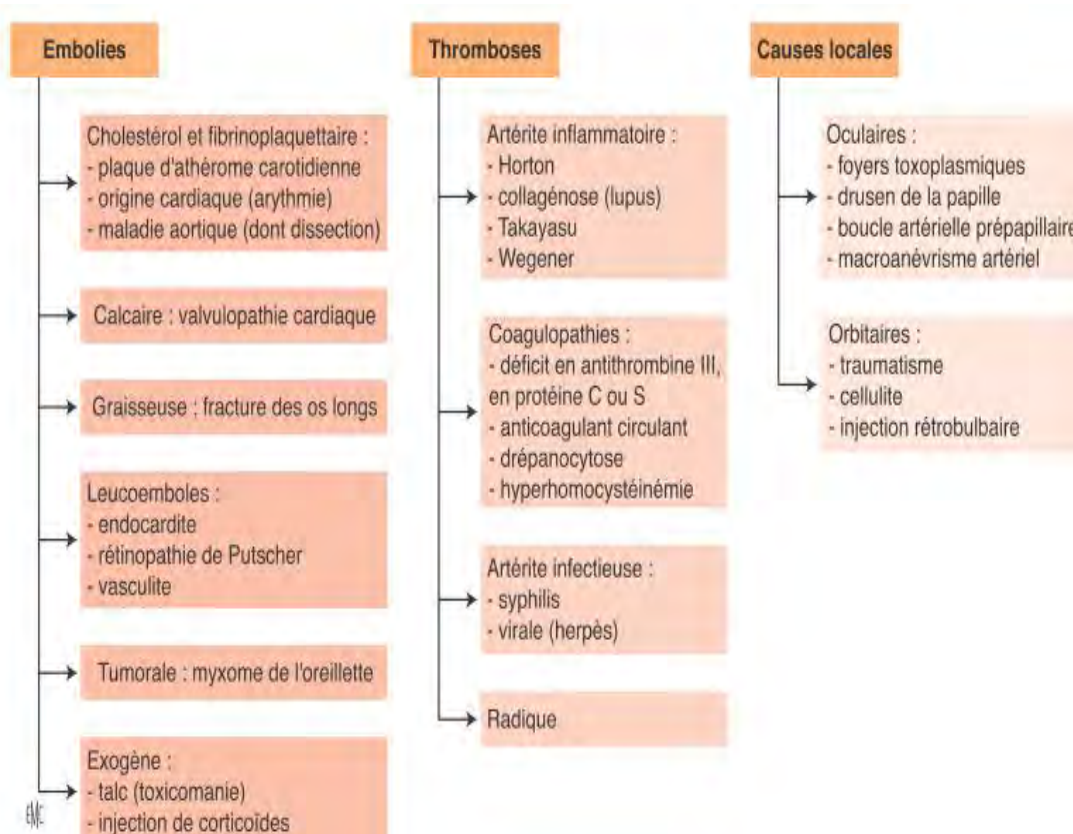 Embolies
Cholestérol et fibrinoplaquettaire :
- plaque d'athérome carotidienne
- origine cardiaque (arythmie)
- maladie aortique (dont dissection)
Calcaire : valvulopathie cardiaque
Graisseuse : fracture des os longs
Leucoemboles :
- endocardite
- rétinopathie de Putscher
- vasculite
Tumorale : myxome de l'oreillette
Exogène :
- talc (toxicomanie)
- injection de corticoïdes
EMC
Thromboses
Artérite inflammatoire :
- Horton
- collagénose (lupus)
- Takayasu
- Wegener
Coagulopathies :
- déficit en antithrombine III,
en protéine C ou S
- anticoagulant circulant
- drépanocytose
- hyperhomocystéinémie
Artérite infectieuse :
- syphilis
- virale (herpès)
Radique
Causes locales
Oculaires :
- foyers toxoplasmiques
- drusen de la papille
- boucle artérielle prépapillaire
- macroanévrisme artériel
Orbitaires :
- traumatisme
- cellulite
- injection rétrobulbaire